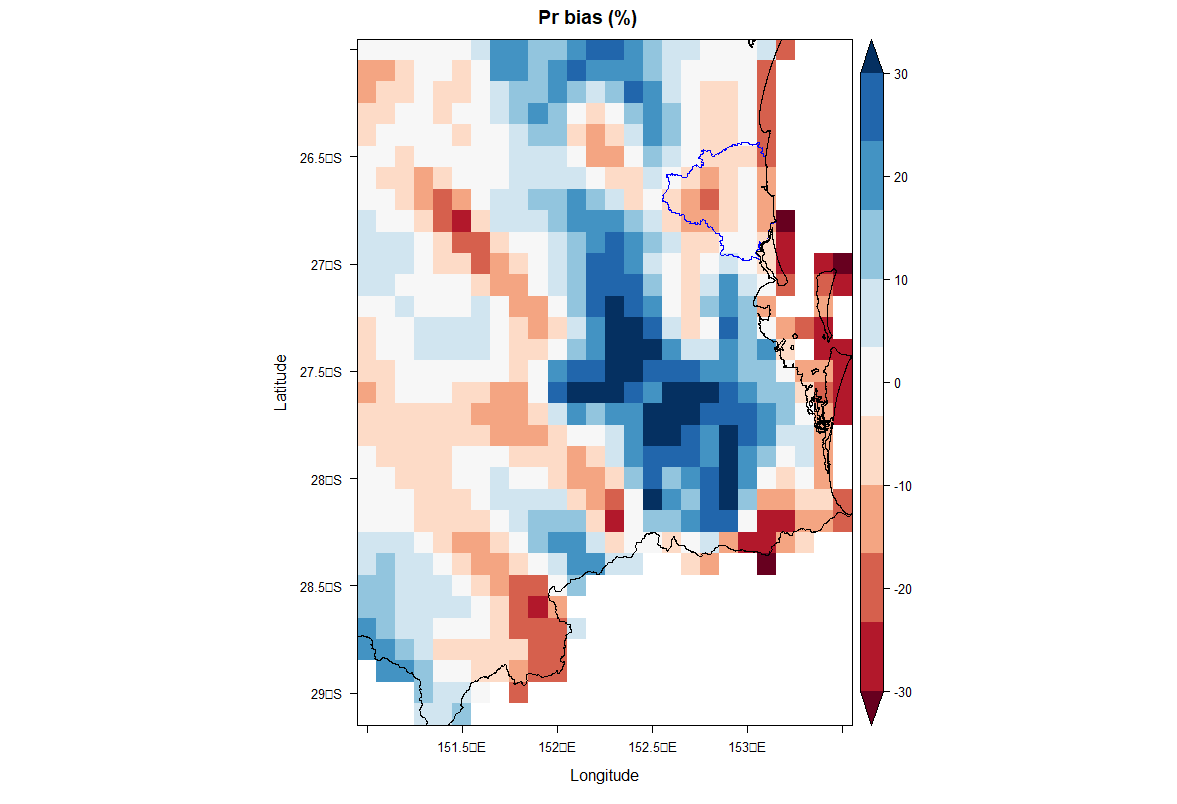 Pr bias (%)
26.5□S
27□S
27.5□S
28□S
28.5□S
29□S
Latitude
151.5□E
152□E
152.5□E
153□E
Longitude
30
20
10
0
-10
-20
-30